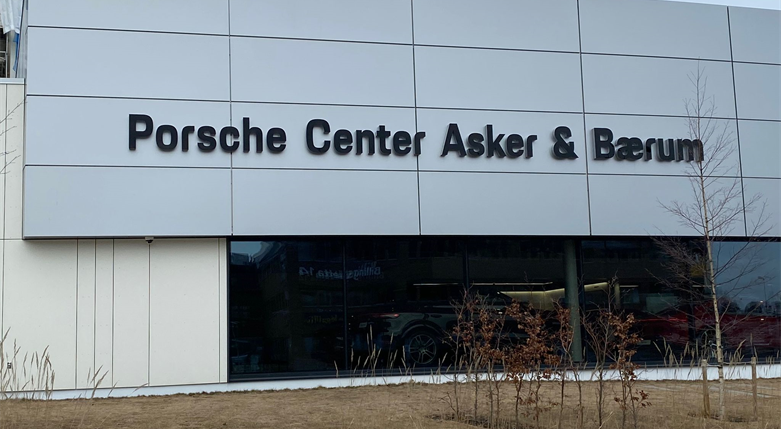 Porsche Center Asker & Bærum